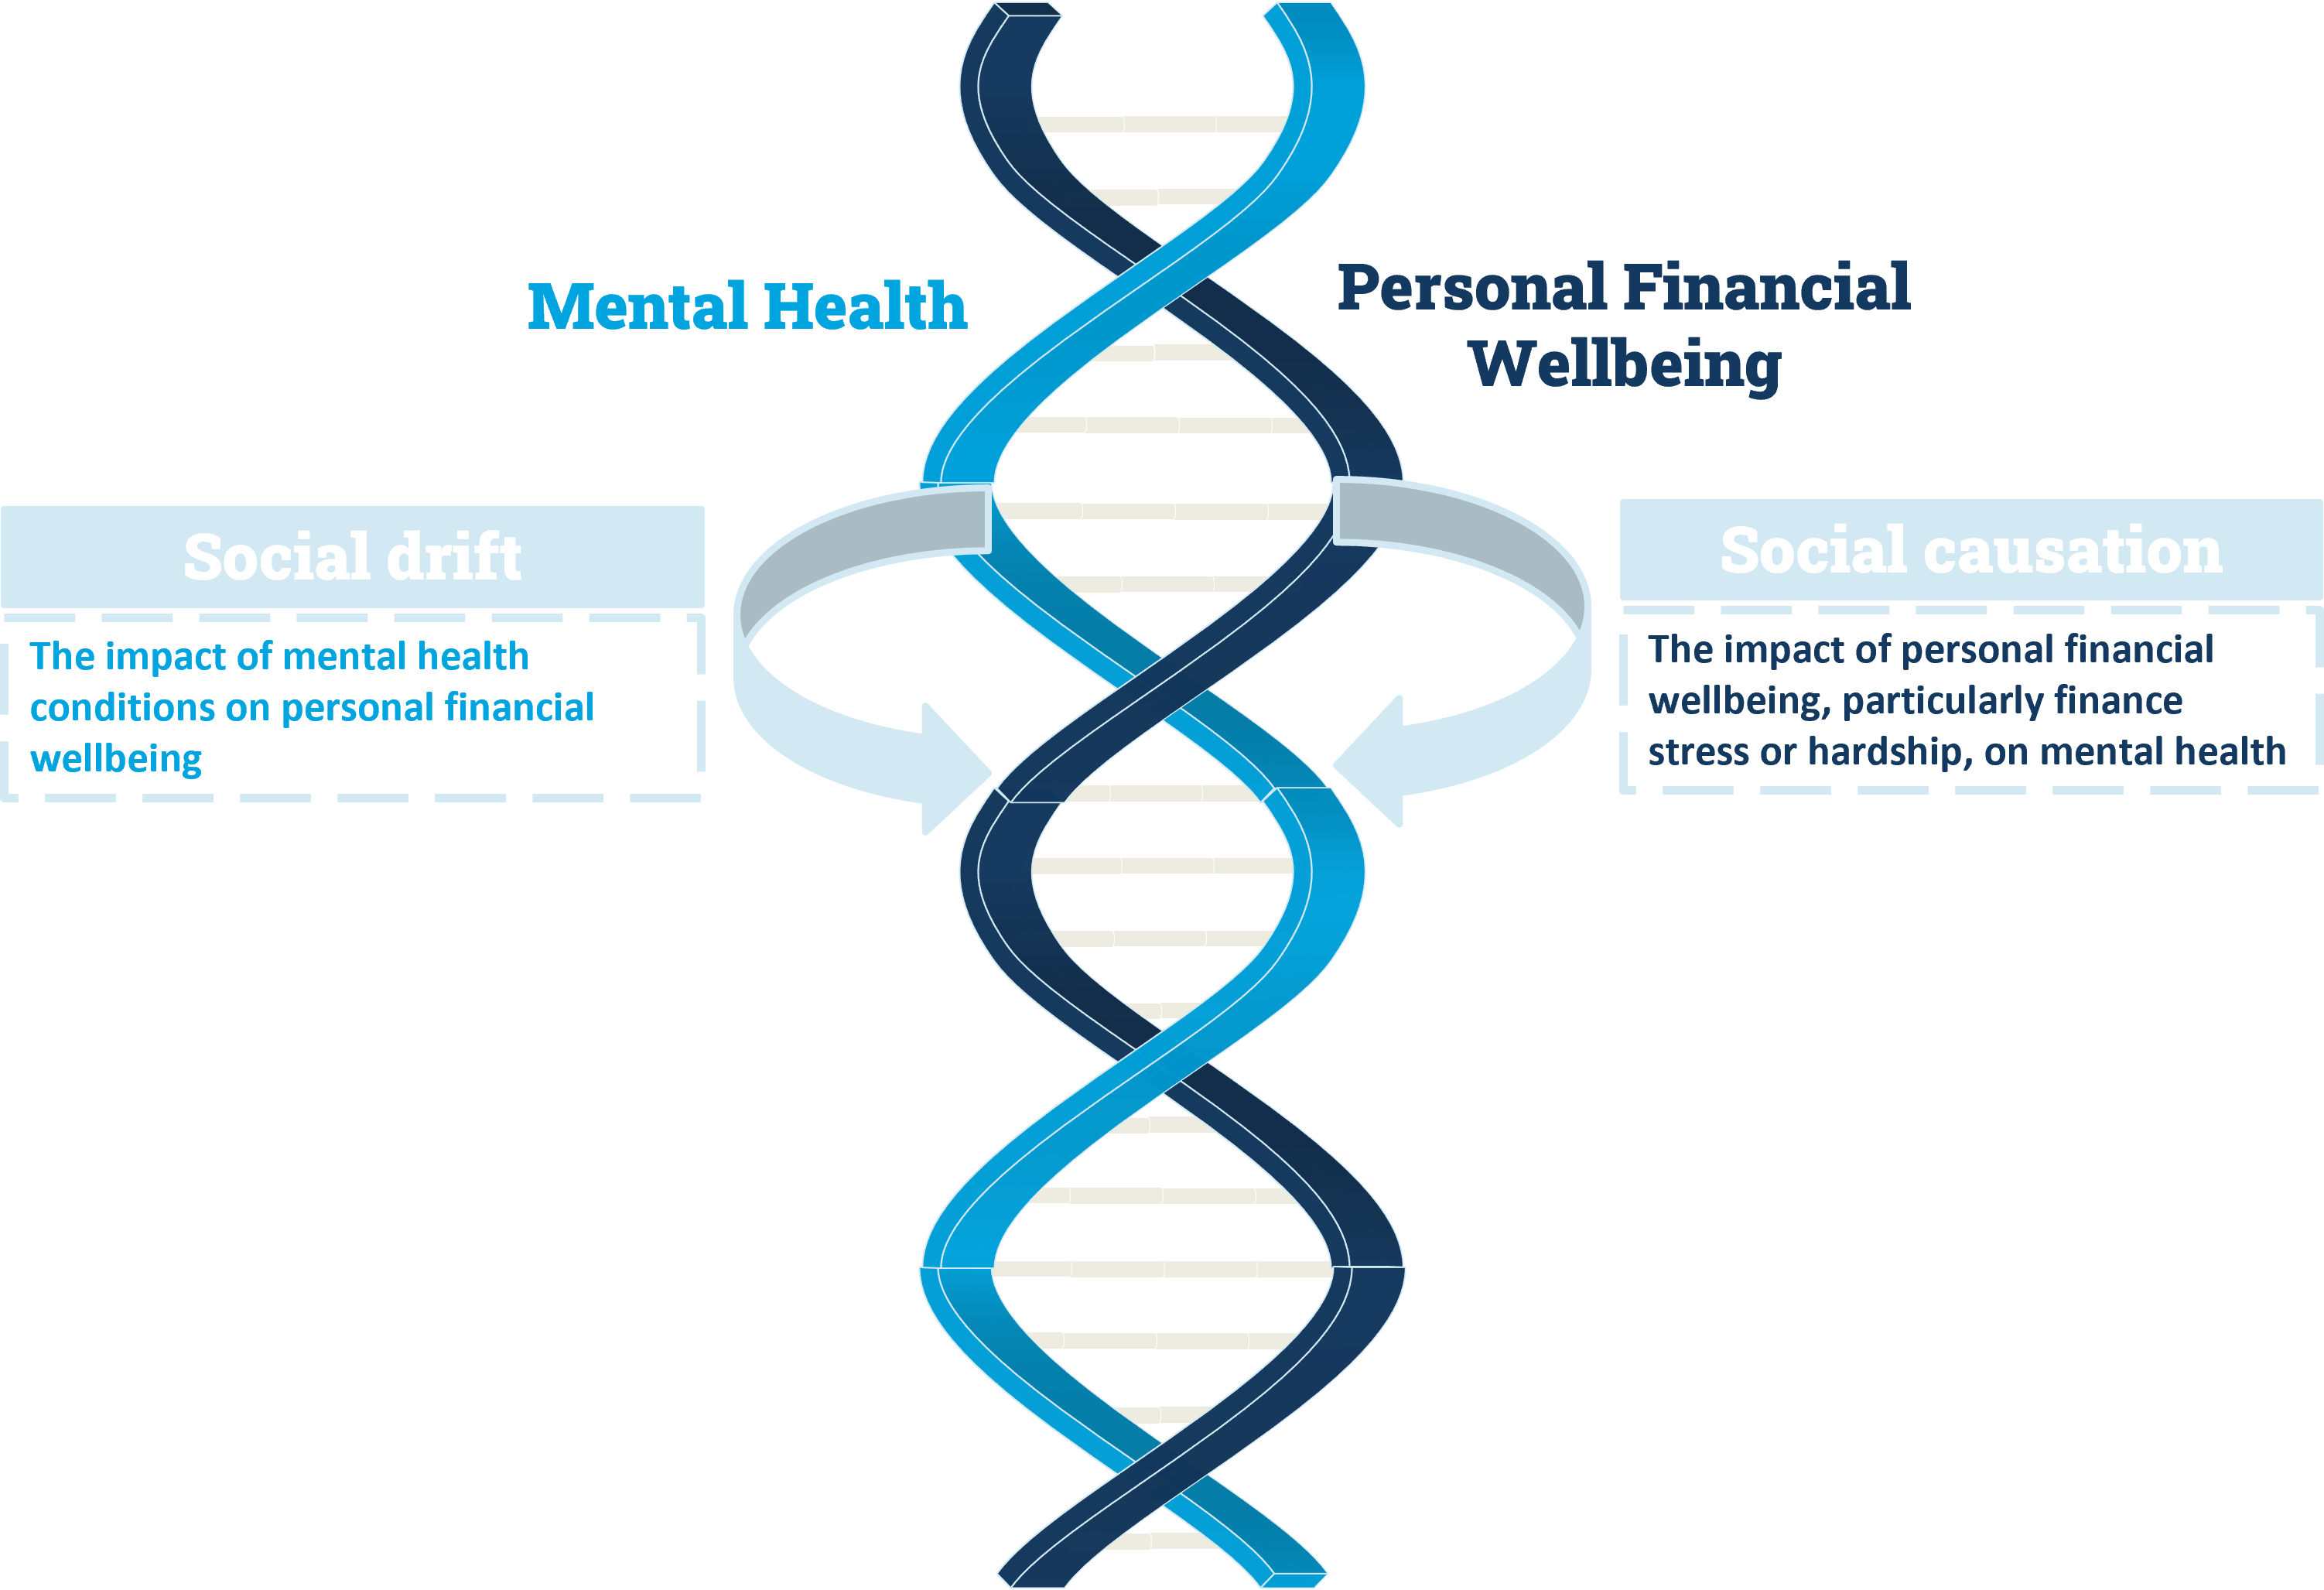 Mental Health
Personal Financial
Wellbeing
Social drift
The impact of mental health
conditions on personal financial
wellbeing
Social causation
The impact of personal financial
wellbeing, particularly finance
stress or hardship, on mental health